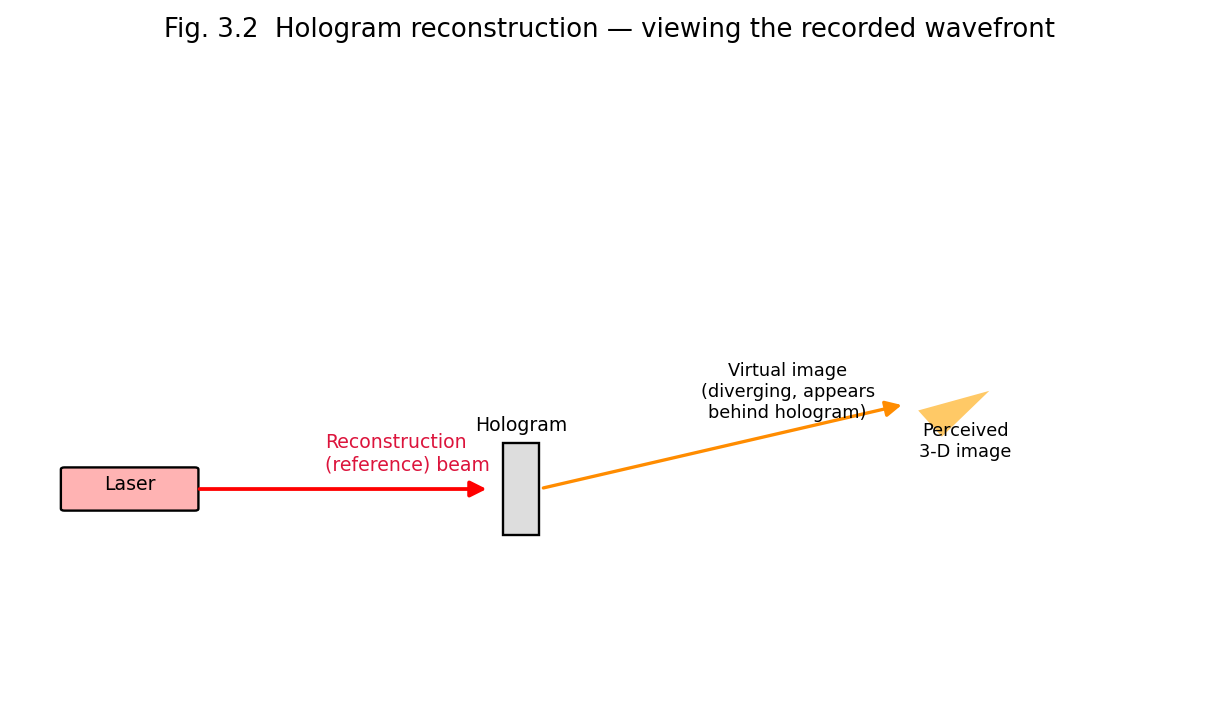 Fig. 3.2  Hologram reconstruction — viewing the recorded wavefront
Virtual image
(diverging, appears
behind hologram)
Hologram
Perceived
3-D image
Reconstruction
(reference) beam
Laser